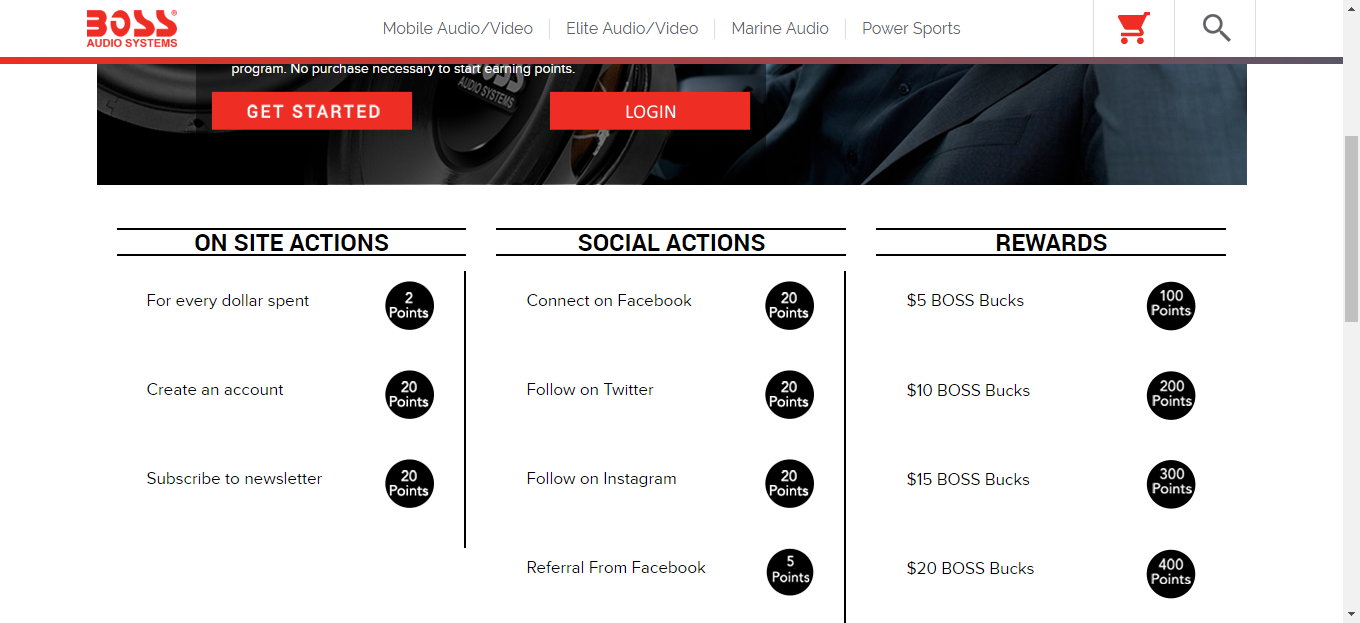 BOSS®
AUDIO SYSTEMS
Mobile Audio/Video
Elite Audio/Video
Marine Audio
Power Sports
program. No purchase necessary to start earning points.
BOSS
AUDIO SYSTEMS
GET STARTED
LOGIN
ON SITE ACTIONS
For every dollar spent
2
Points
Create an account
20
Points
Subscribe to newsletter
20
Points
SOCIAL ACTIONS
Connect on Facebook
20
Points
Follow on Twitter
20
Points
Follow on Instagram
20
Points
Referral From Facebook
5
Points
REWARDS
$5 BOSS Bucks
100
Points
$10 BOSS Bucks
200
Points
$15 BOSS Bucks
300
Points
$20 BOSS Bucks
400
Points